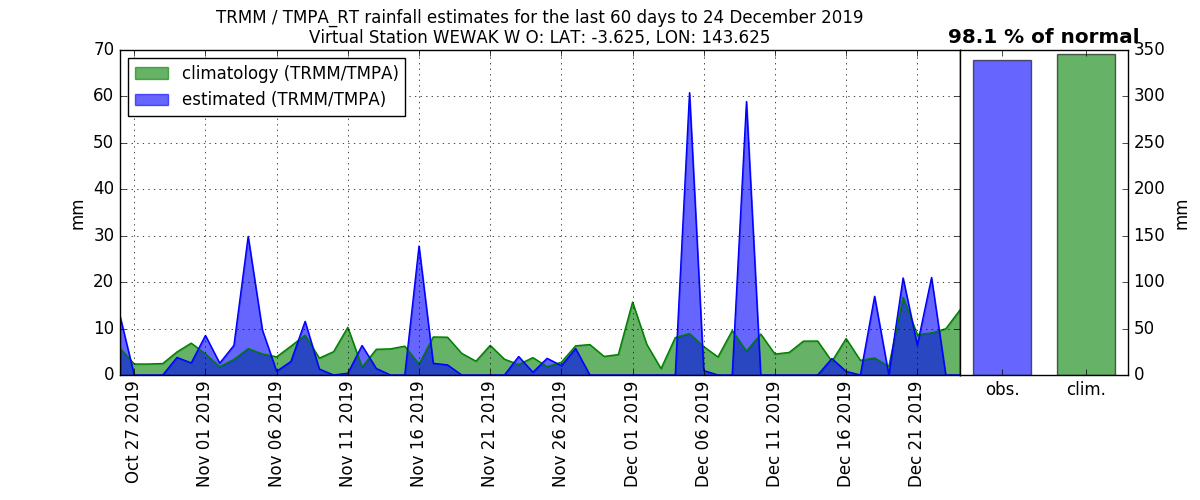 TRMM / TMPA_RT rainfall estimates for the last 60 days to 24 December 2019
Virtual Station WEWAK W O: LAT: -3.625, LON: 143.625
98.1 % of normal
climatology (TRMM/TMPA)
estimated (TRMM/TMPA)
70
60
50
40
30
20
10
0
mm
350
300
250
200
150
100
50
0
mm
Oct 27 2019
Nov 01 2019
Nov 06 2019
Nov 11 2019
Nov 16 2019
Nov 21 2019
Nov 26 2019
Dec 01 2019
Dec 06 2019
Dec 11 2019
Dec 16 2019
Dec 21 2019
obs.
clim.